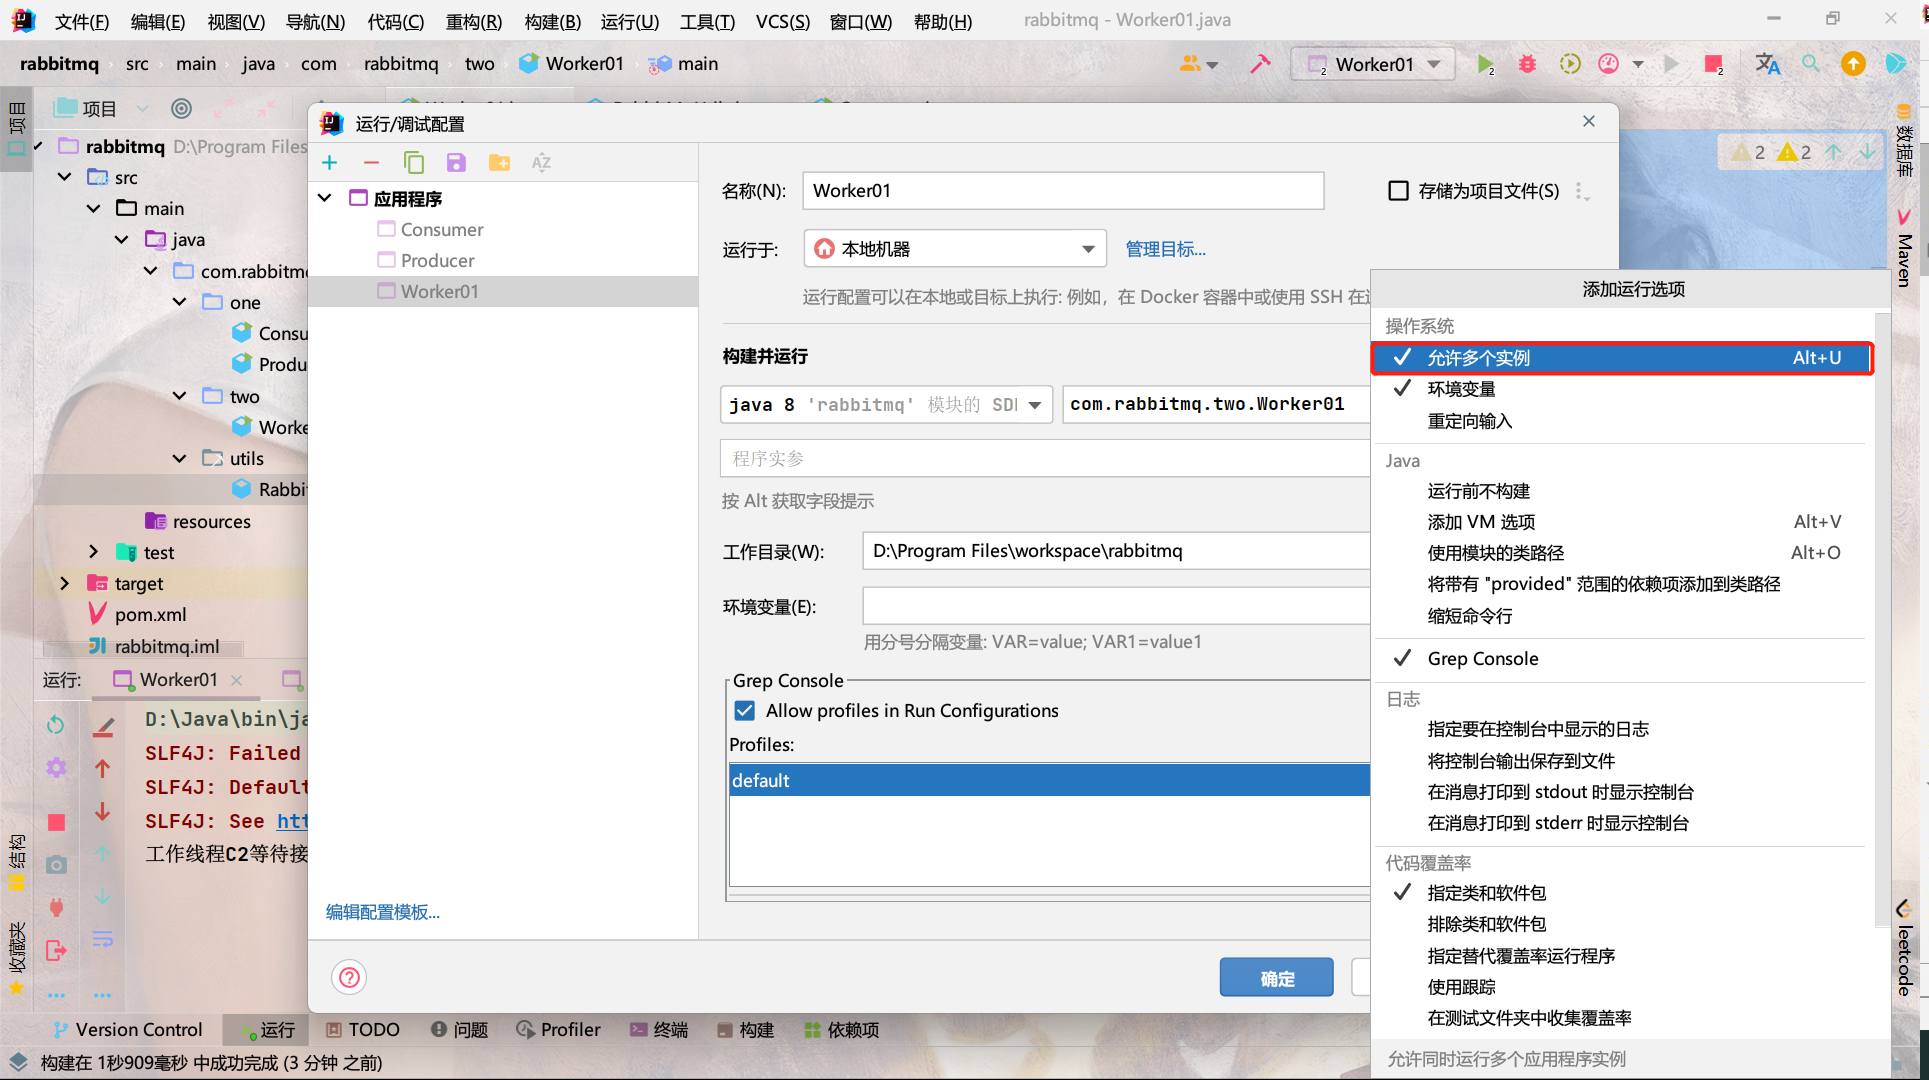 文件(F) 编辑(E) 视图(V) 导航(N) 代码(C) 重构(R) 构建(B) 运行(U) 工具(T) VCS(S) 窗口(W) 帮助(H) rabbitmq - Worker01.java
rabbitmq src main java com rabbitmq two Worker01 main
2 Worker01 2 2
项目
项目
rabbitmq D:\Program Files
src
main
java
com.rabbitmq
one
Consu
Produ
two
Worke
utils
Rabbi
resources
test
target
pom.xml
rabbitmq.iml
2 2
数据库
Maven
leetcode
结构
收藏夹
运行: Worker01
D:\Java\bin\ja
SLF4J: Failed
SLF4J: Default
SLF4J: See htt
工作线程C2等待接
运行/调试配置
应用程序
Consumer
Producer
Worker01
编辑配置模板...
名称(N): Worker01 存储为项目文件(S)
运行于: 本地机器 管理目标...
运行配置可以在本地或目标上执行: 例如，在 Docker 容器中或使用 SSH 在
构建并运行
java 8 'rabbitmq' 模块的 SD com.rabbitmq.two.Worker01
程序实参
按 Alt 获取字段提示
工作目录(W): D:\Program Files\workspace\rabbitmq
环境变量(E):
用分号分隔变量: VAR=value; VAR1=value1
Grep Console
Allow profiles in Run Configurations
Profiles:
default
确定
添加运行选项
操作系统
允许多个实例 Alt+U
环境变量
重定向输入
Java
运行前不构建
添加 VM 选项 Alt+V
使用模块的类路径 Alt+O
将带有 "provided" 范围的依赖项添加到类路径
缩短命令行
Grep Console
日志
指定要在控制台中显示的日志
将控制台输出保存到文件
在消息打印到 stdout 时显示控制台
在消息打印到 stderr 时显示控制台
代码覆盖率
指定类和软件包
排除类和软件包
指定替代覆盖率运行程序
使用跟踪
在测试文件夹中收集覆盖率
允许同时运行多个应用程序实例
Version Control 运行 TODO 问题 Profiler 终端 构建 依赖项
构建在 1秒909毫秒 中成功完成 (3 分钟 之前)